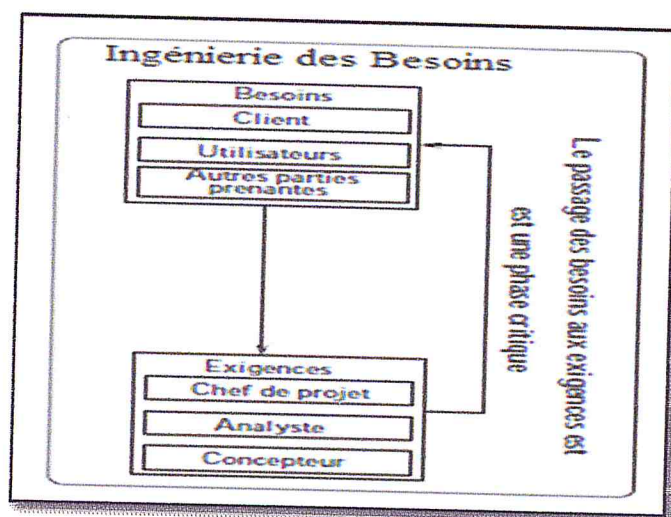 Ingénierie des Besoins
Besoins
Client
Utilisateurs
Autres parties
prenantes
Exigences
Chef de projet
Analyste
Concepteur
Le passage des besoins aux exigences est
est une phase critique